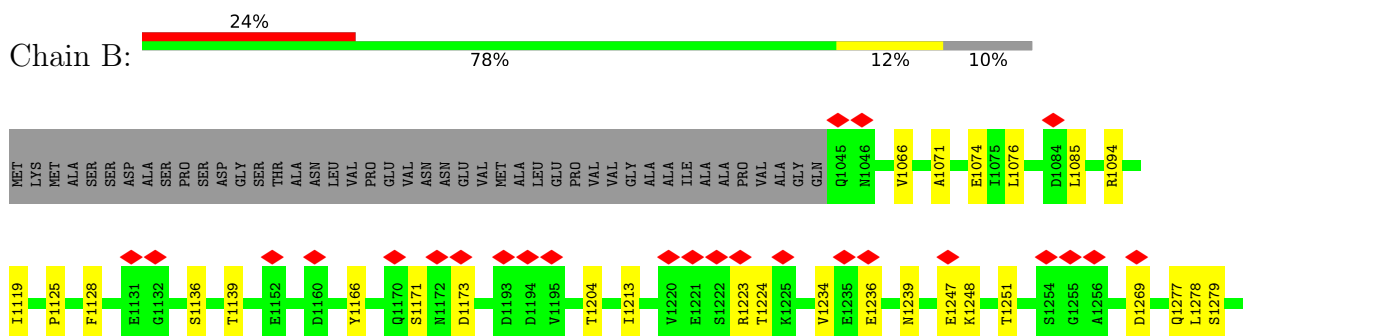 24%
Chain B:
78% 12% 10%
MET LYS MET ALA SER SER ASP ALA SER PRO SER ASP GLY SER THR ALA ASN LEU VAL PRO GLU VAL ASN ASN GLU VAL MET ALA LEU GLU PRO VAL VAL GLY ALA ALA ILE ALA ALA PRO VAL ALA GLY GLN Q1045 N1046 V1066 A1071 E1074 I1075 L1076 D1084 L1085 R1094
I1119 P1125 F1128 E1131 G1132 S1136 T1139 E1152 D1160 Y1166 Q1170 S1171 N1172 D1173 D1193 D1194 V1195 T1204 I1213 V1220 E1221 S1222 R1223 T1224 K1225 V1234 E1235 E1236 N1239 E1247 K1248 T1251 S1254 G1255 A1256 D1269 Q1277 L1278 S1279